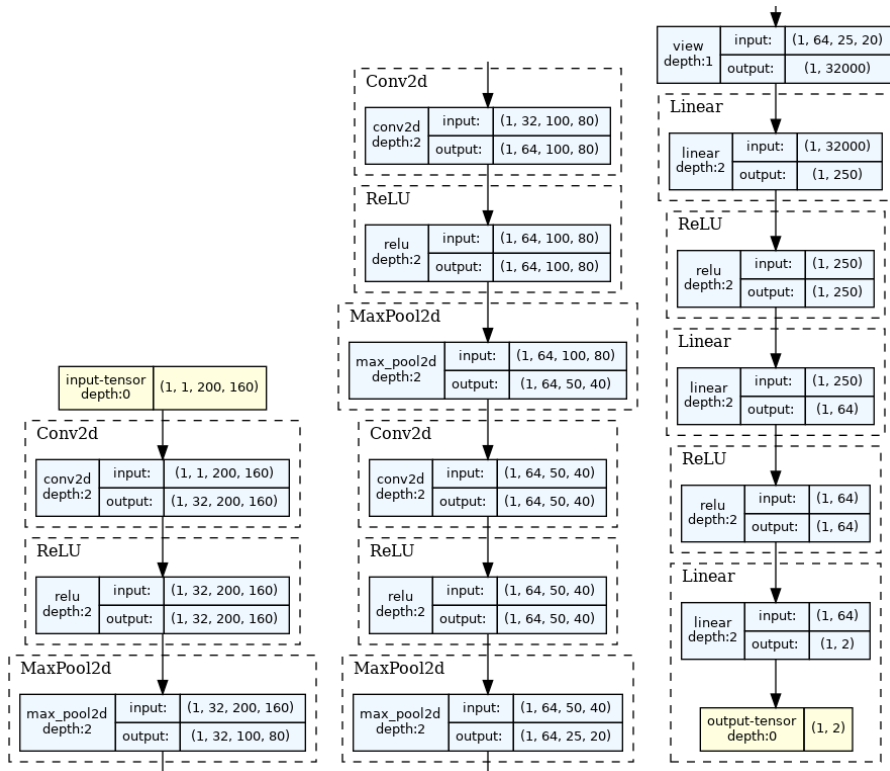 input-tensor
depth:0
(1, 1, 200, 160)
Conv2d
conv2d
depth:2
input:
(1, 1, 200, 160)
output:
(1, 32, 200, 160)
ReLU
relu
depth:2
input:
(1, 32, 200, 160)
output:
(1, 32, 200, 160)
MaxPool2d
max_pool2d
depth:2
input:
(1, 32, 200, 160)
output:
(1, 32, 100, 80)
Conv2d
conv2d
depth:2
input:
(1, 32, 100, 80)
output:
(1, 64, 100, 80)
ReLU
relu
depth:2
input:
(1, 64, 100, 80)
output:
(1, 64, 100, 80)
MaxPool2d
max_pool2d
depth:2
input:
(1, 64, 100, 80)
output:
(1, 64, 50, 40)
Conv2d
conv2d
depth:2
input:
(1, 64, 50, 40)
output:
(1, 64, 50, 40)
ReLU
relu
depth:2
input:
(1, 64, 50, 40)
output:
(1, 64, 50, 40)
MaxPool2d
max_pool2d
depth:2
input:
(1, 64, 50, 40)
output:
(1, 64, 25, 20)
view
depth:1
input:
(1, 64, 25, 20)
output:
(1, 32000)
Linear
linear
depth:2
input:
(1, 32000)
output:
(1, 250)
ReLU
relu
depth:2
input:
(1, 250)
output:
(1, 250)
Linear
linear
depth:2
input:
(1, 250)
output:
(1, 64)
ReLU
relu
depth:2
input:
(1, 64)
output:
(1, 64)
Linear
linear
depth:2
input:
(1, 64)
output:
(1, 2)
output-tensor
depth:0
(1, 2)